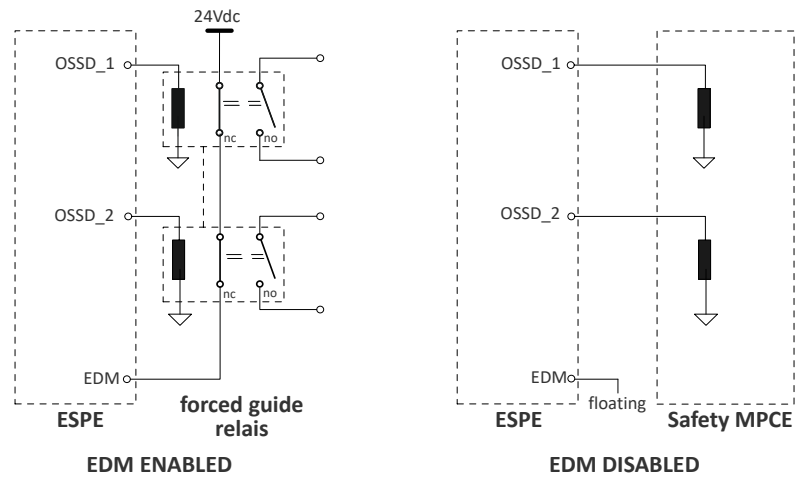 24Vdc
OSSD_1
nc
no
OSSD_2
nc
no
EDM
ESPE
forced guide
relais
EDM ENABLED
OSSD_1
OSSD_2
EDM
floating
ESPE
Safety MPCE
EDM DISABLED